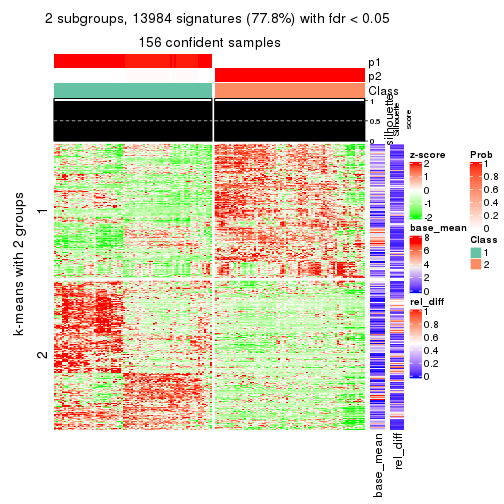 2 subgroups, 13984 signatures (77.8%) with fdr < 0.05
156 confident samples
p1
p2
Class
silhouette
Silhouette
score
1
0.5
0
k-means with 2 groups
1
2
base_mean
rel_diff
z-score
2
1
0
-1
-2
base_mean
8
6
4
2
0
rel_diff
1
0.8
0.6
0.4
0.2
0
Prob
1
0.8
0.6
0.4
0.2
0
Class
1
2